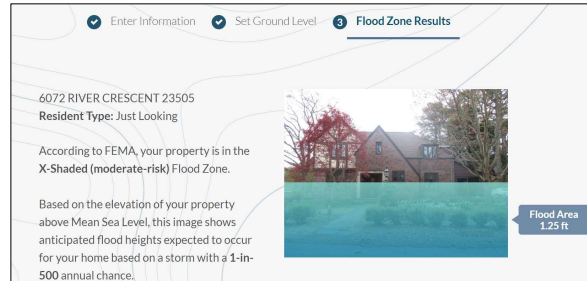 Enter Information
Set Ground Level
3 Flood Zone Results
6072 RIVER CRESCENT 23505
Resident Type: Just Looking
According to FEMA, your property is in the
X-Shaded (moderate-risk) Flood Zone.
Based on the elevation of your property
above Mean Sea Level, this image shows
anticipated flood heights expected to occur
for your home based on a storm with a 1-in-
500 annual chance.
Flood Area
1.25 ft